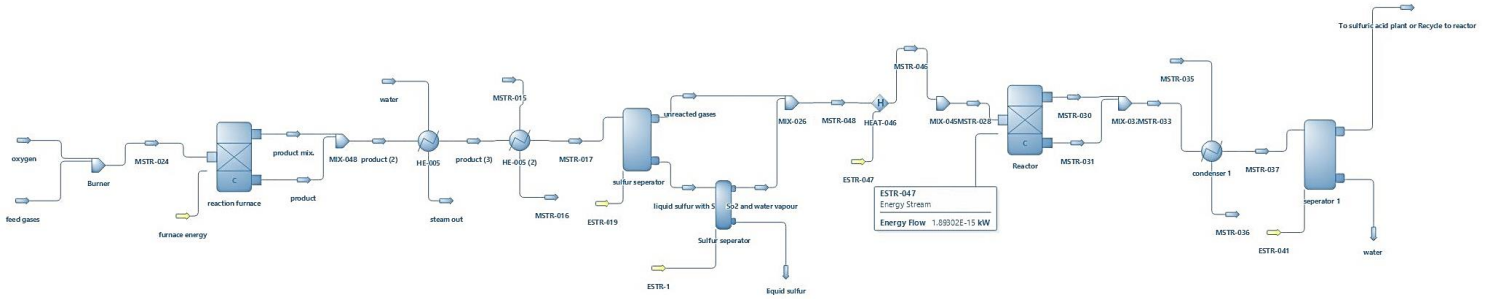 To sulfuric acid plant or Recycle to reactor
MSTR-046
MSTR-035
water
MSTR-015
unreacted gases
MIX-026
MSTR-048
H
HEAT-046
MSTR-028
MSTR-030
MSTR-033
oxygen
MSTR-024
product mix.
MIX-048
product (2)
HE-005
product (3)
HE-005 (2)
MSTR-017
C
Reactor
MSTR-031
Burner
C
reaction furnace
product
sulfur seperator
ESTR-047
condenser 1
MSTR-037
feed gases
furnace energy
steam out
MSTR-016
ESTR-019
liquid sulfur with
So2 and water vapour
ESTR-047
Energy Stream
Energy Flow 1.89302E-15 kW
seperator 1
MSTR-036
Sulfur seperator
ESTR-041
water
ESTR-1
liquid sulfur